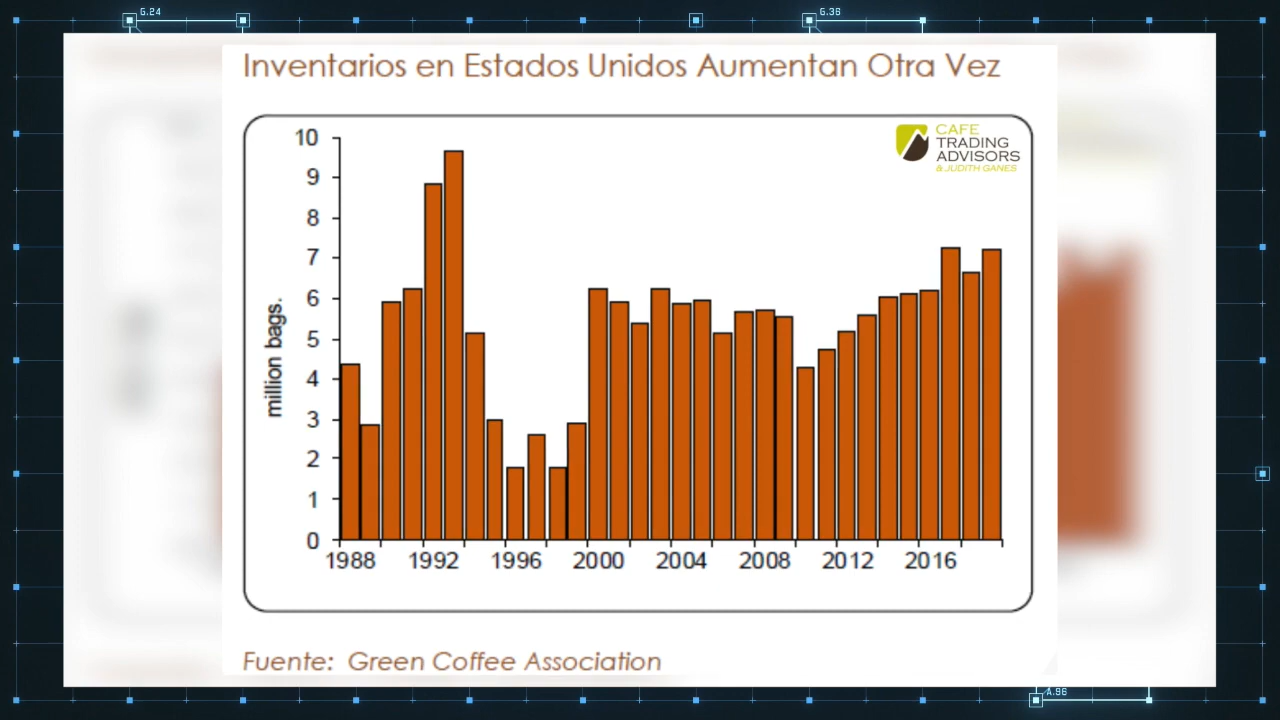 G.24
G.38
Inventarios en Estados Unidos Aumentan Otra Vez
CAFE
TRADING
ADVISORS
& JUDITH GANES
10
9
8
7
6
5
4
3
2
1
0
million bags.
1988 1992 1996 2000 2004 2008 2012 2016
Fuente: Green Coffee Association
A.96